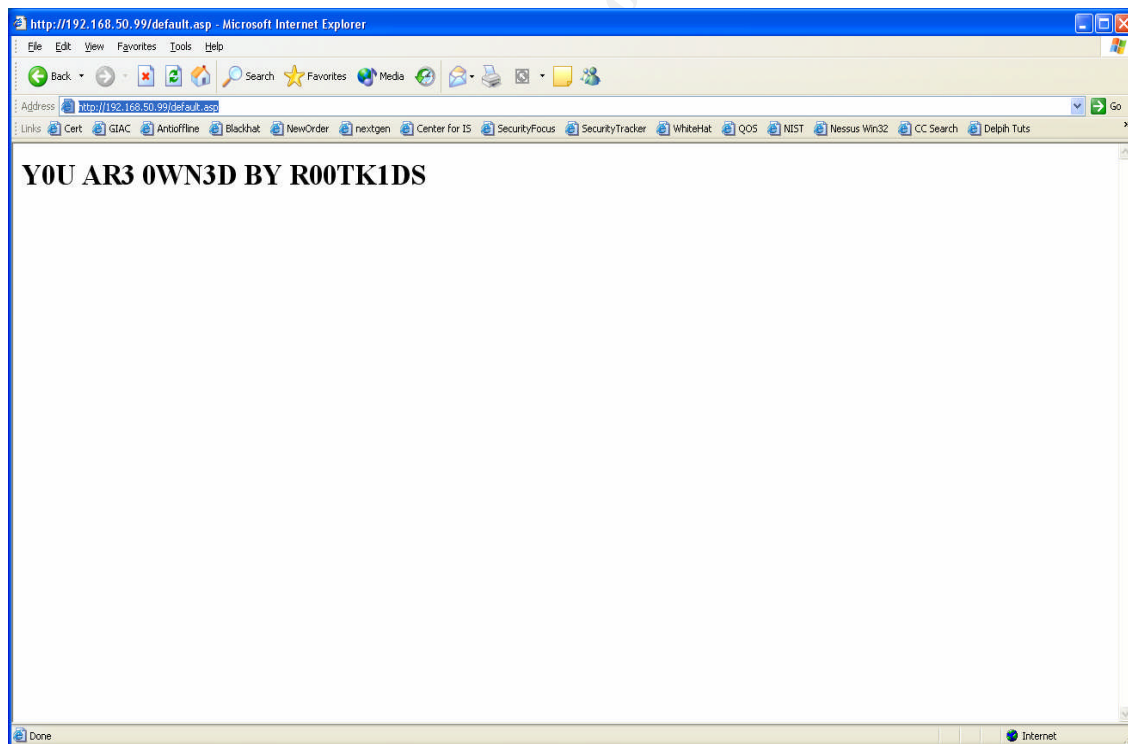 http://192.168.50.99/default.asp - Microsoft Internet Explorer
File Edit View Favorites Tools Help
Back Search Favorites Media
Address http://192.168.50.99/default.asp Go
Links Cert GIAC Antioffline Blackhat NewOrder nextgen Center for IS SecurityFocus SecurityTracker WhiteHat QOS NIST Nessus Win32 CC Search Delpih Tuts »
Y0U AR3 0WN3D BY R00TK1DS
Done Internet